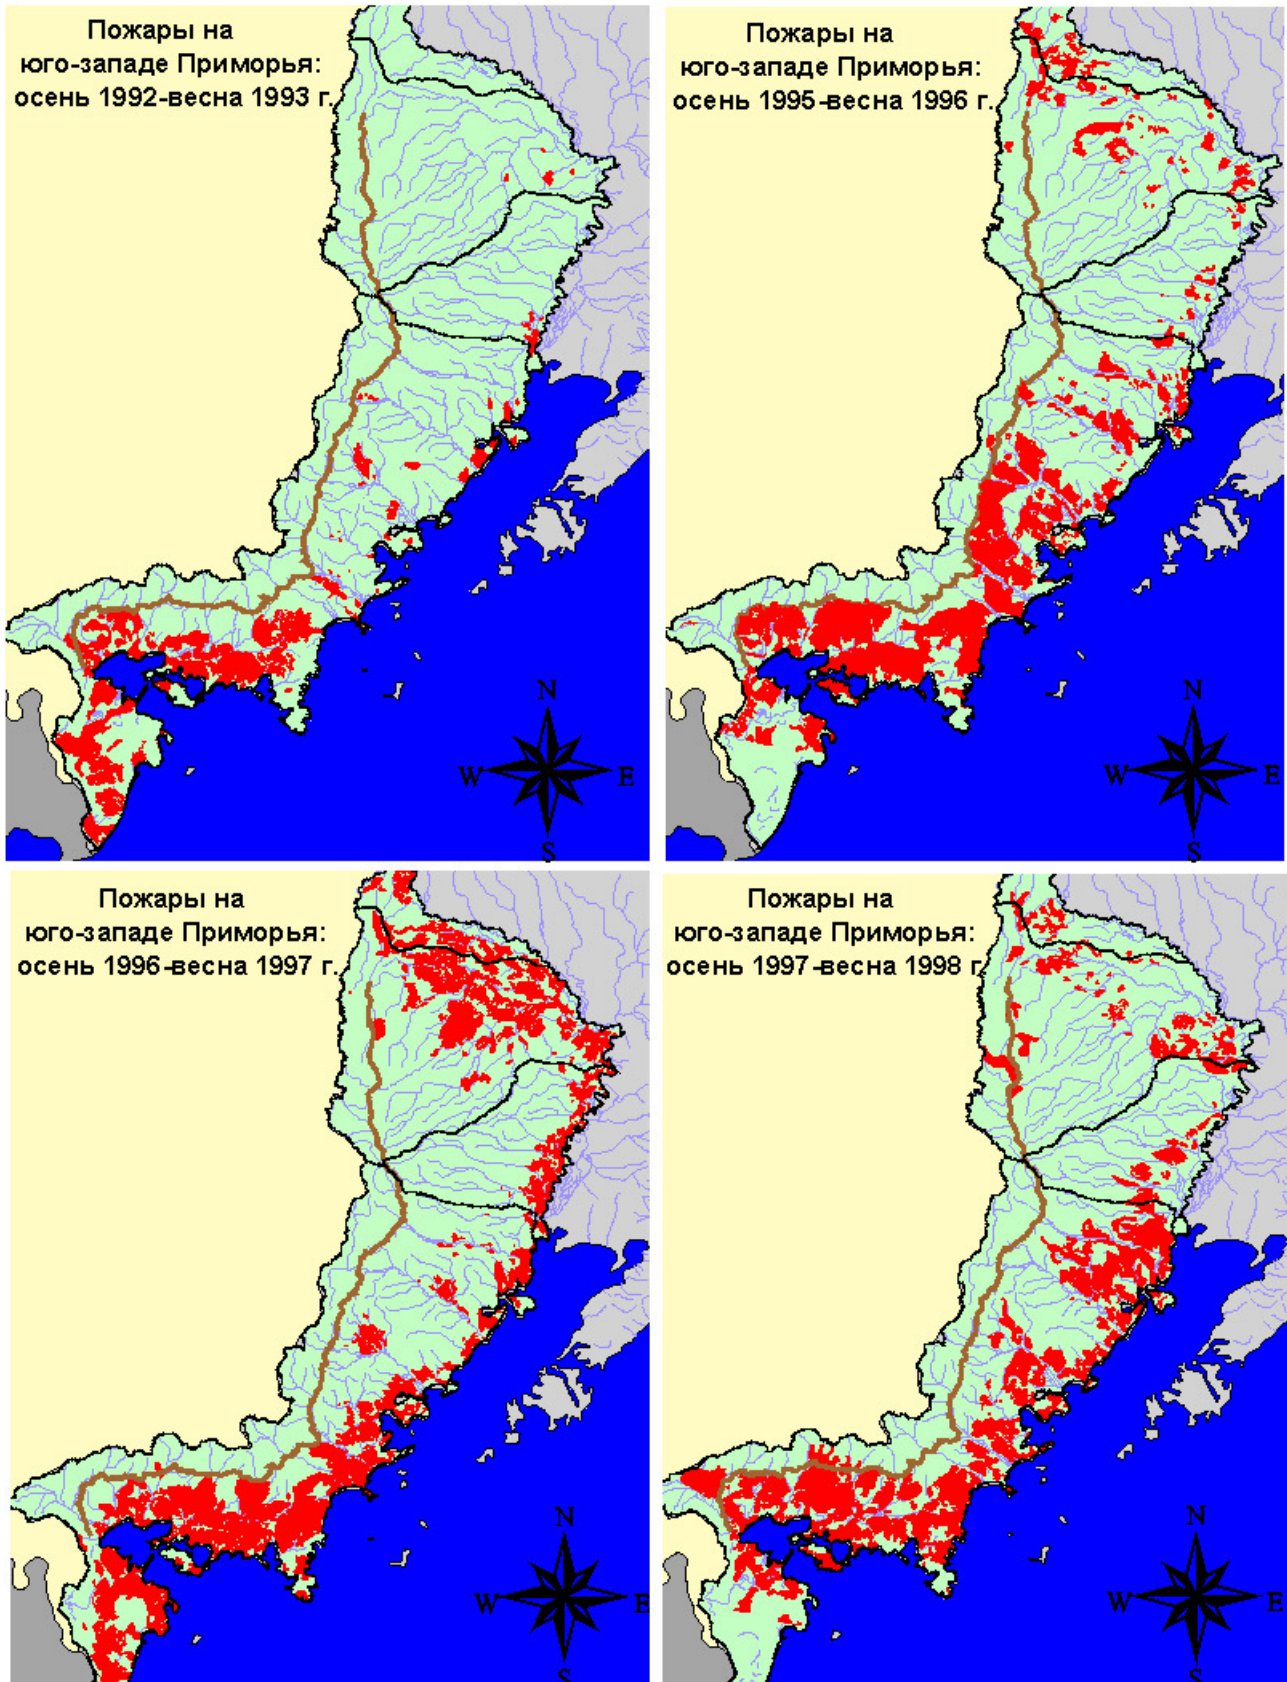 Пожары на
юго-западе Приморья:
осень 1992-весна 1993 г.
N
W
E
S
Пожары на
юго-западе Приморья:
осень 1995-весна 1996 г.
N
W
E
S
Пожары на
юго-западе Приморья:
осень 1996-весна 1997 г.
N
W
E
S
Пожары на
юго-западе Приморья:
осень 1997-весна 1998 г.
N
W
E
S